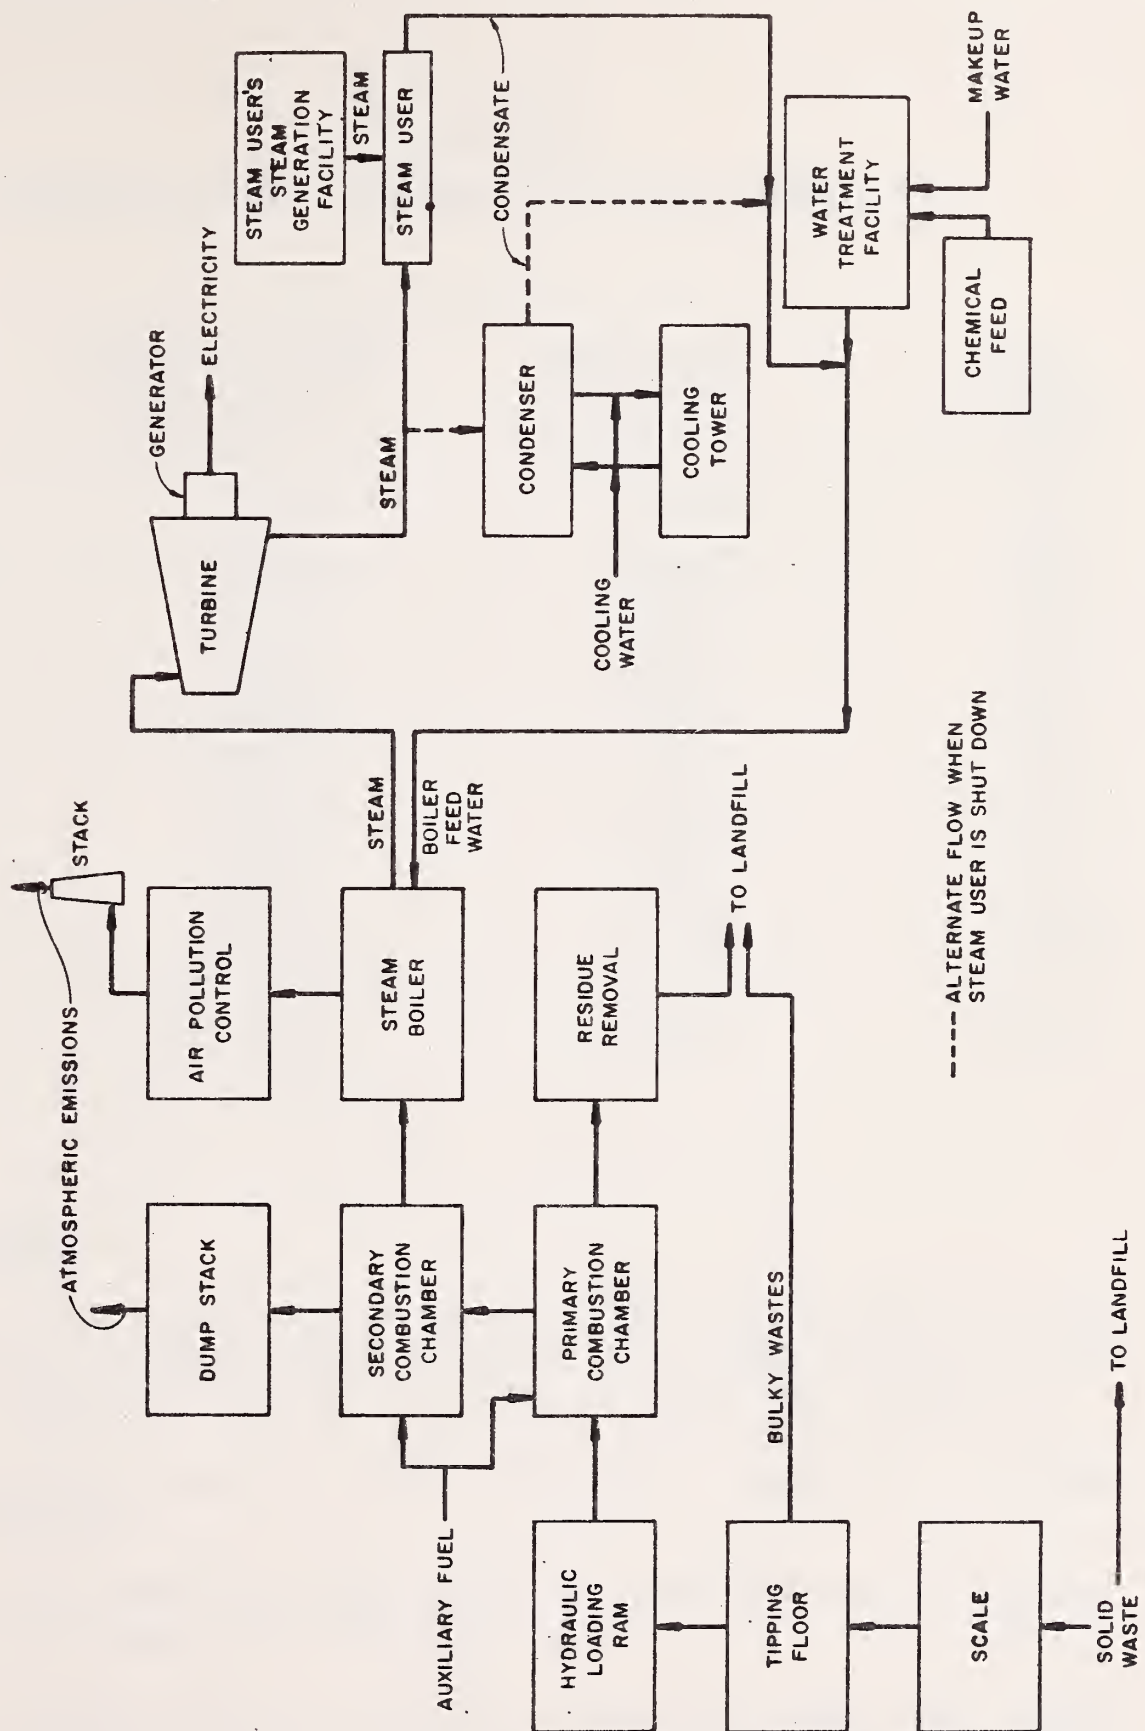 ATMOSPHERIC EMISSIONS
STACK
DUMP STACK
AIR POLLUTION
CONTROL
SECONDARY
COMBUSTION
CHAMBER
STEAM
BOILER
STEAM
BOILER
FEED
WATER
AUXILIARY FUEL
PRIMARY
COMBUSTION
CHAMBER
RESIDUE
REMOVAL
HYDRAULIC
LOADING
RAM
TO LANDFILL
BULKY WASTES
TIPPING
FLOOR
SCALE
SOLID
WASTE
TO LANDFILL
TURBINE
GENERATOR
ELECTRICITY
STEAM USER'S
STEAM
GENERATION
FACILITY
STEAM
STEAM USER
STEAM
CONDENSATE
CONDENSER
COOLING
WATER
COOLING
TOWER
WATER
TREATMENT
FACILITY
MAKEUP
WATER
CHEMICAL
FEED
---- ALTERNATE FLOW WHEN
STEAM USER IS SHUT DOWN